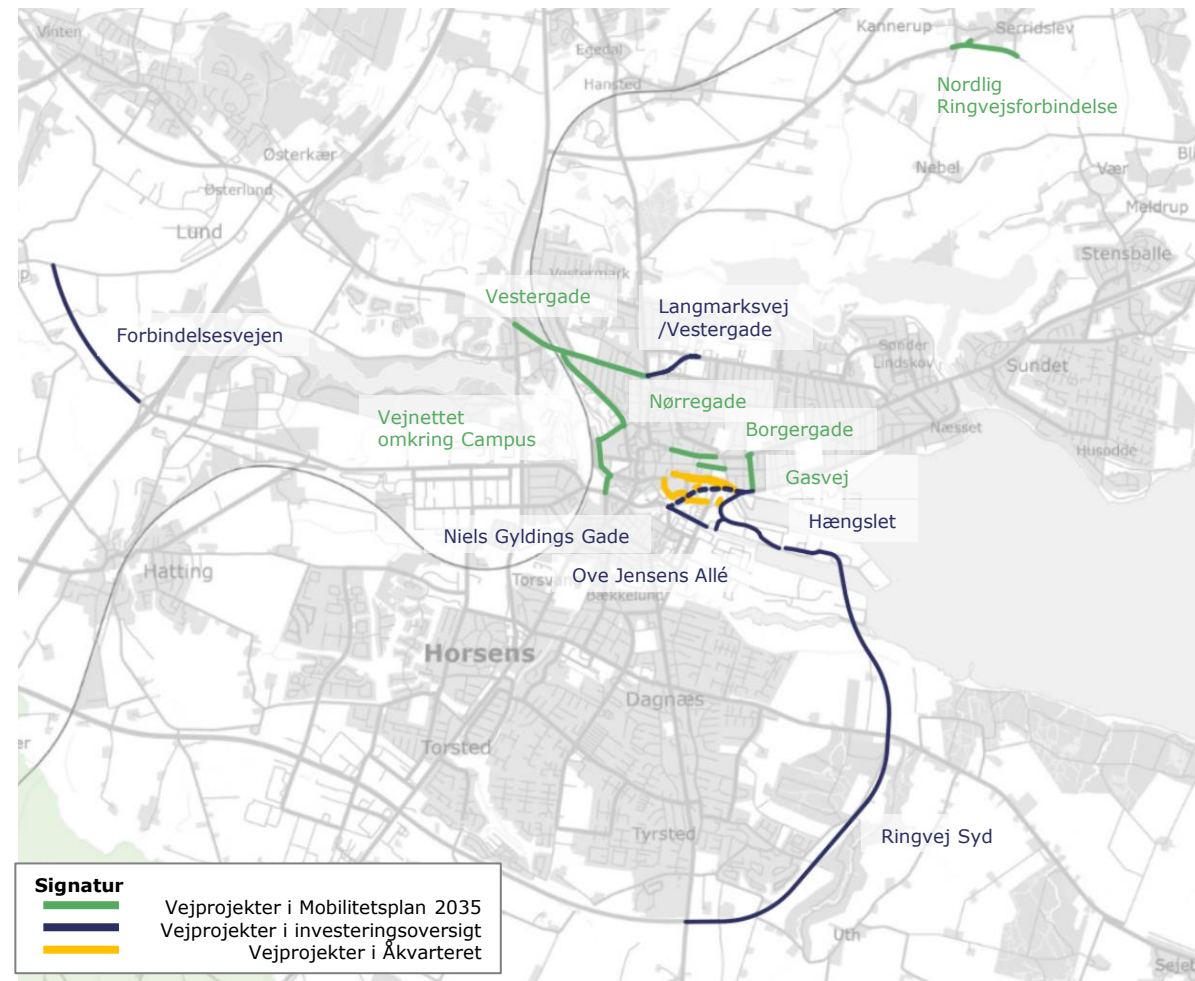 Vinten
Egedal
Hansted
Kannerup
Serridslev
Nordlig
Ringvejsforbindelse
Østerkær
Østerlund
Nebel
Vær
Meldrup
Lund
Stensballe
Vestermark
Vestergade
Langmarksvej
/Vestergade
Forbindelsesvejen
Sønder
Lindskov
Sundet
Nørregade
Vejnettet
omkring Campus
Borgergade
Næsset
Husodde
Gasvej
Hængslet
Niels Gyldings Gade
Hatting
Ove Jensens Allé
Bækkelund
Horsens
Dagnæs
Torsted
Tyrsted
Ringvej Syd
Uth
Signatur
Vejprojekter i Mobilitetsplan 2035
Vejprojekter i investeringsoversigt
Vejprojekter i Åkvarteret